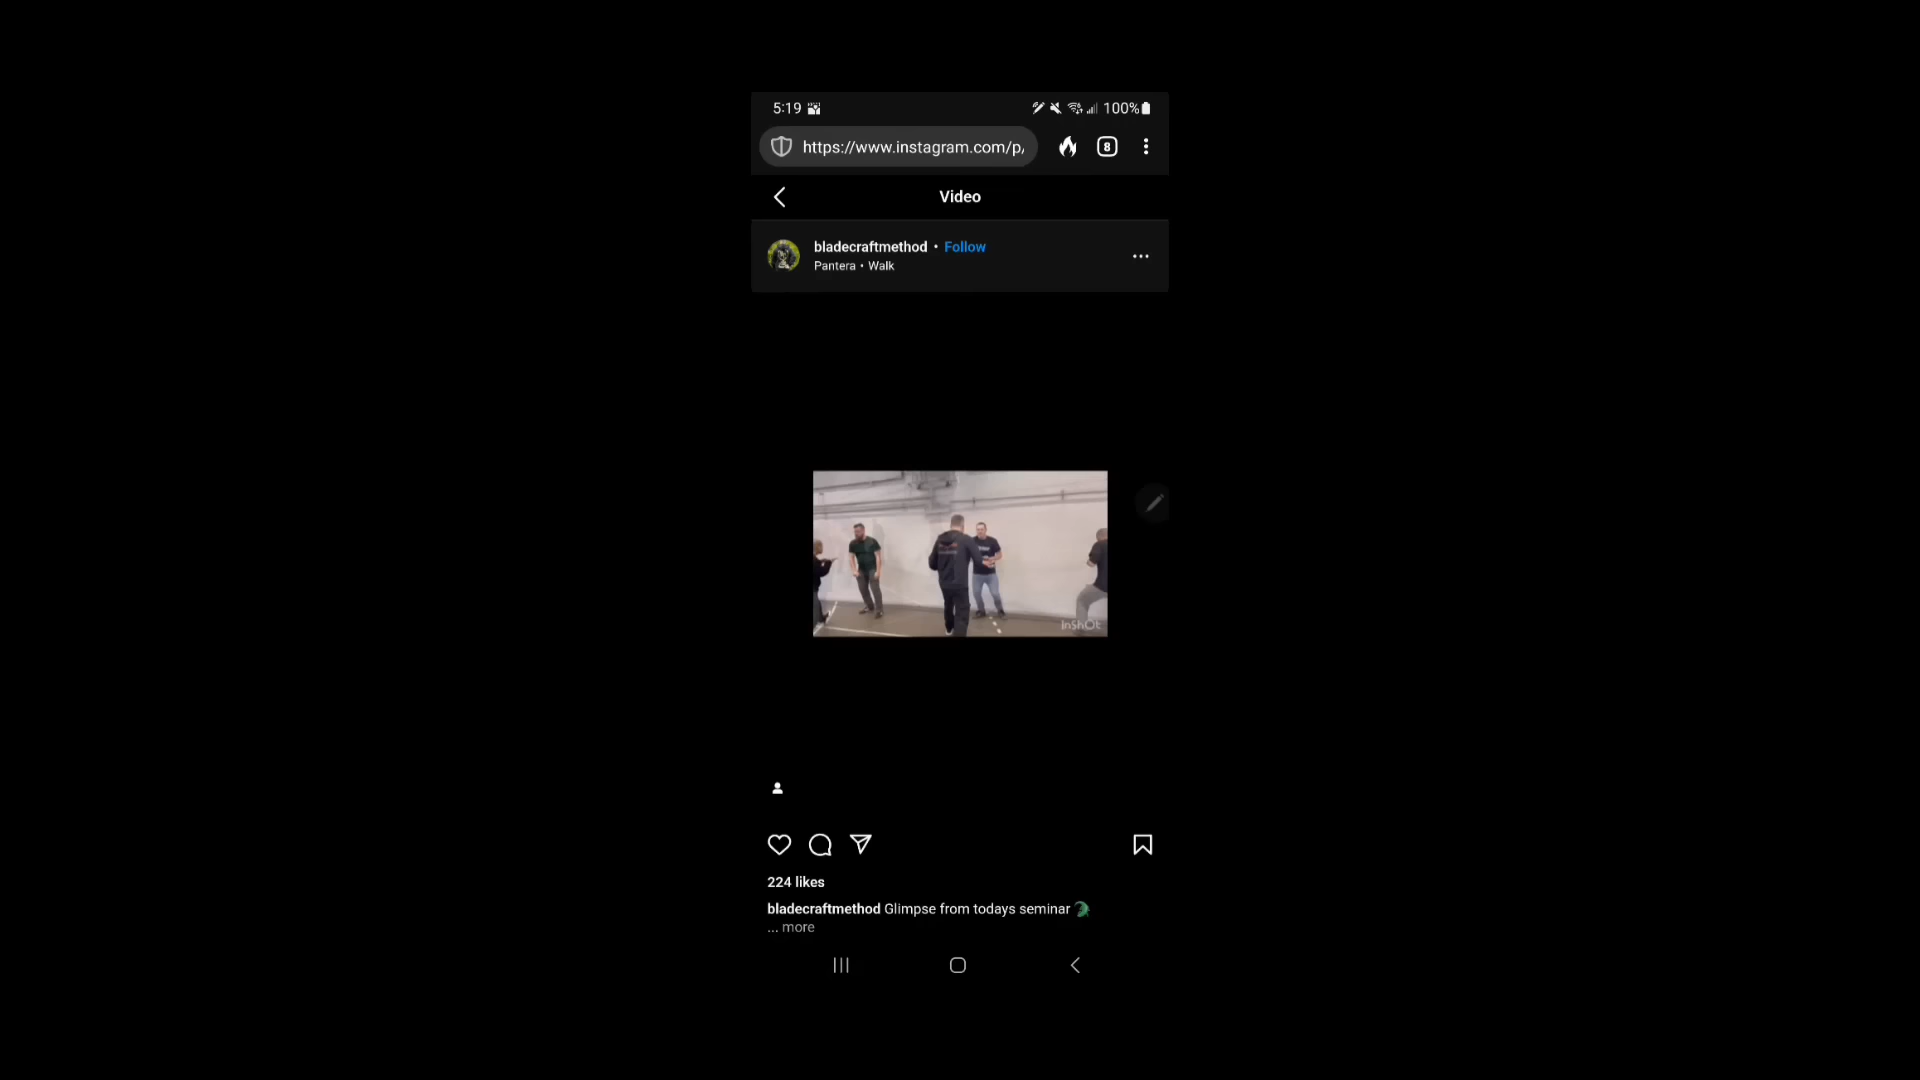 5:19 100%
https://www.instagram.com/p/ 8
Video
bladecraftmethod • Follow
Pantera • Walk
InShOt
224 likes
bladecraftmethod Glimpse from todays seminar
... more